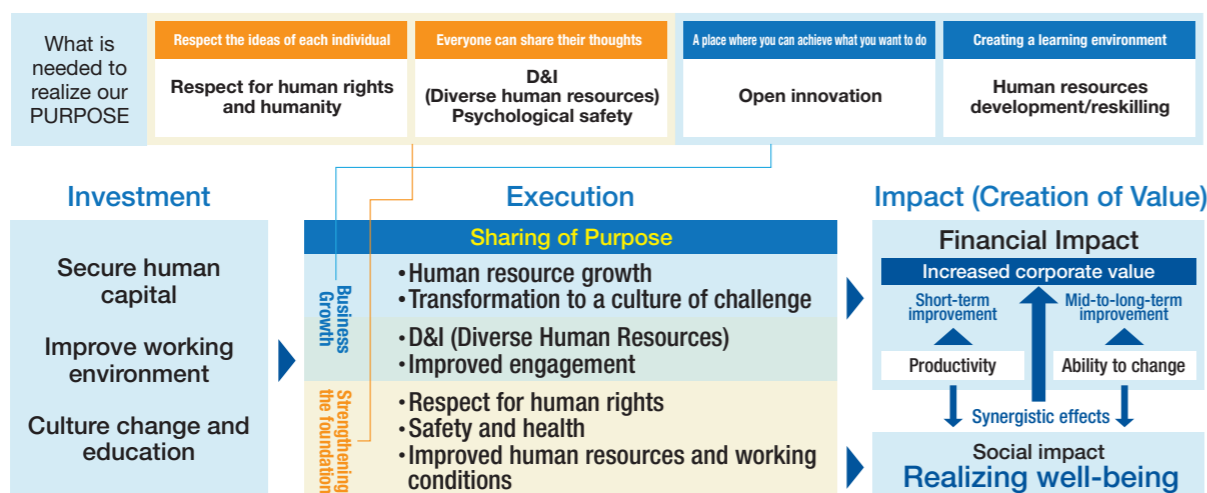 What is
needed to
realize our
PURPOSE
Respect the ideas of each individual
Respect for human rights
and humanity
Everyone can share their thoughts
D&I
(Diverse human resources)
Psychological safety
A place where you can achieve what you want to do
Open innovation
Creating a learning environment
Human resources
development/reskilling
Investment
Secure human
capital
Improve working
environment
Culture change and
education
Execution
Sharing of Purpose
Business
Growth
•Human resource growth
•Transformation to a culture of challenge
•D&I (Diverse Human Resources)
•Improved engagement
Strengthening
the foundation
•Respect for human rights
•Safety and health
•Improved human resources and working
conditions
Impact (Creation of Value)
Financial Impact
Increased corporate value
Short-term
improvement
Mid-to-long-term
improvement
Productivity
Ability to change
Synergistic effects
Social impact
Realizing well-being